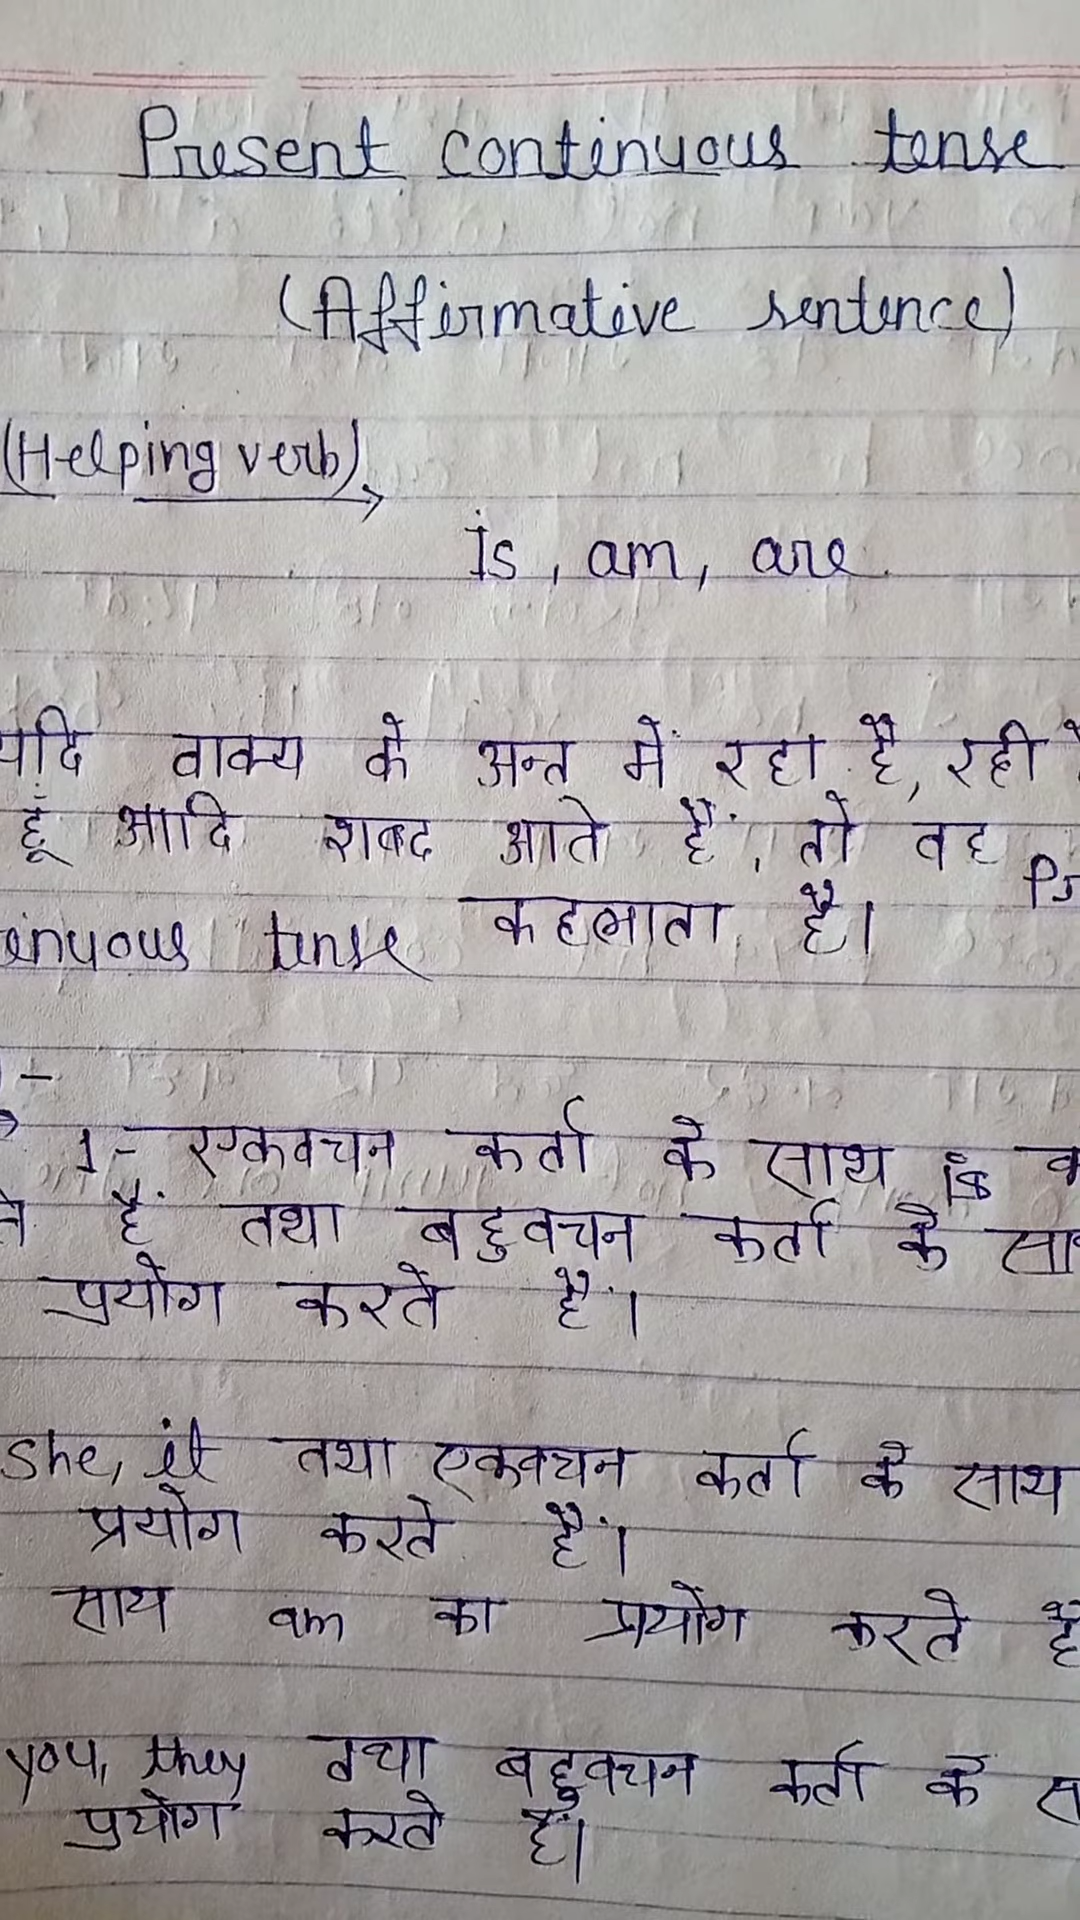 Present continuous tense
(Affirmative sentence)
(Helping verb)
is, am, are
यदि वाक्य के अन्त में रहा है, रही
हूँ आदि शब्द आते हैं, तो वह
enuous tense कहलाता है।
1- एकवचन कर्ता के साथ is
हैं तथा बहुवचन कर्ता के
प्रयोग करते हैं।
she, it तथा एकवचन कर्ता के साथ
प्रयोग करते हैं।
साथ am का प्रयोग करते
you, they तथा बहुवचन कर्ता के
प्रयोग करते हैं।